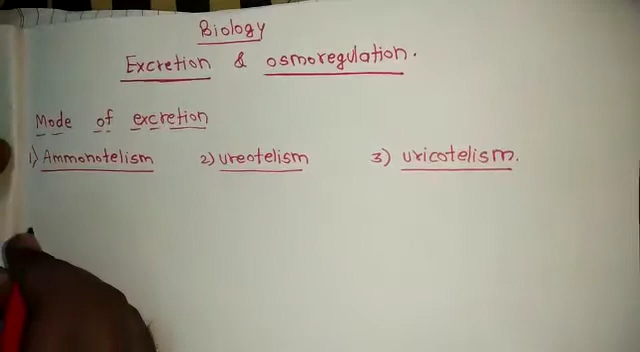 Biology
Excretion & osmoregulation.
Mode of excretion
1) Ammonotelism 2) ureotelism 3) uricotelism.